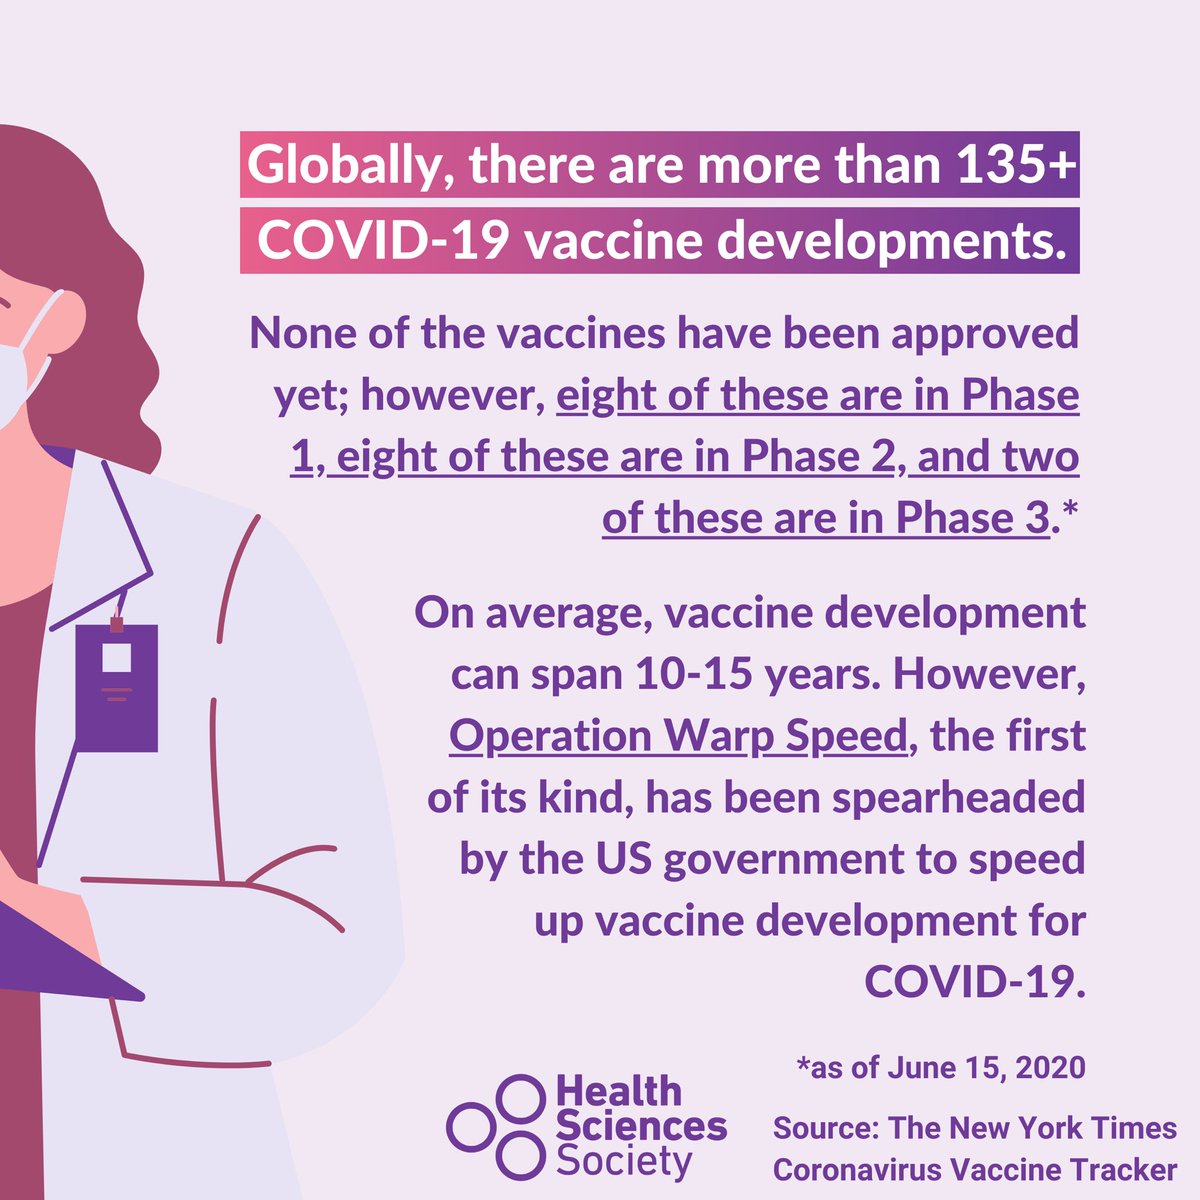 Globally, there are more than 135+
COVID-19 vaccine developments.
None of the vaccines have been approved
yet; however, eight of these are in Phase
1, eight of these are in Phase 2, and two
of these are in Phase 3.*
On average, vaccine development
can span 10-15 years. However,
Operation Warp Speed, the first
of its kind, has been spearheaded
by the US government to speed
up vaccine development for
COVID-19.
*as of June 15, 2020
Health
Sciences
Society
Source: The New York Times
Coronavirus Vaccine Tracker